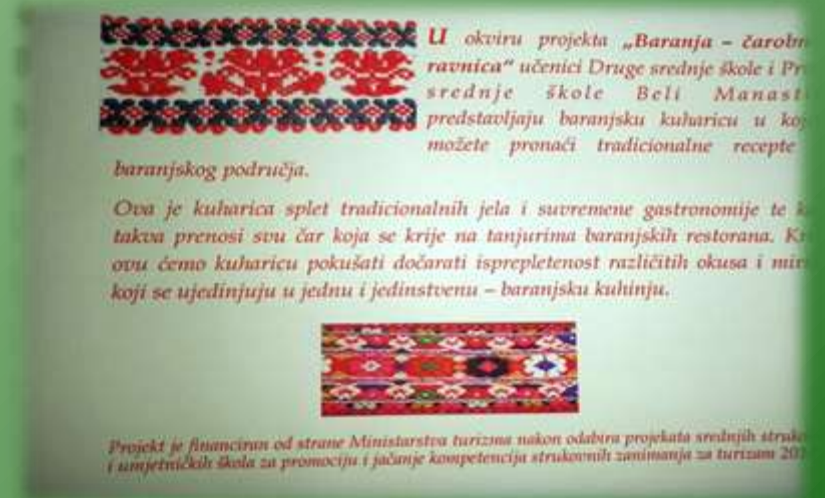 U okviru projekta „Baranja – čarobn
ravnica“ učenici Druge srednje škole i Pr
srednje škole Beli Manast
predstavljaju baranjsku kuharicu u ko
možete pronaći tradicionalne recepte
baranjskog područja.
Ova je kuharica splet tradicionalnih jela i suvremene gastronomije te k
takva prenosi svu čar koja se krije na tanjurima baranjskih restorana. Kr
ovu ćemo kuharicu pokušati dočarati isprepletenost različitih okusa i miri
koji se ujedinjuju u jednu i jedinstvenu – baranjsku kuhinju.
Projekt je financiran od strane Ministarstva turizma nakon odabira projekata srednjih struko
i umjetničkih škola za promociju i jačanje kompetencija strukovnih zanimanja za turizam 201